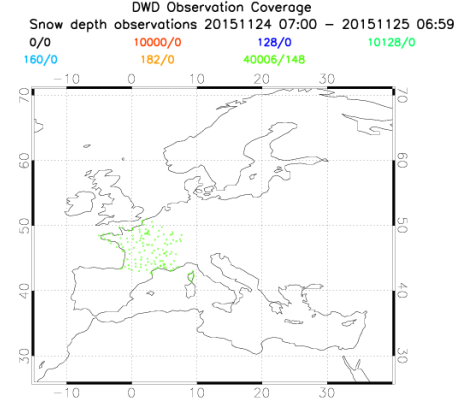 DWD Observation Coverage
Snow depth observations 20151124 07:00 – 20151125 06:59
0/0 10000/0 128/0 10128/0
160/0 182/0 40006/148
−10 0 10 20 30
70 70
60 60
50 50
40 40
30 30
−10 0 10 20 30